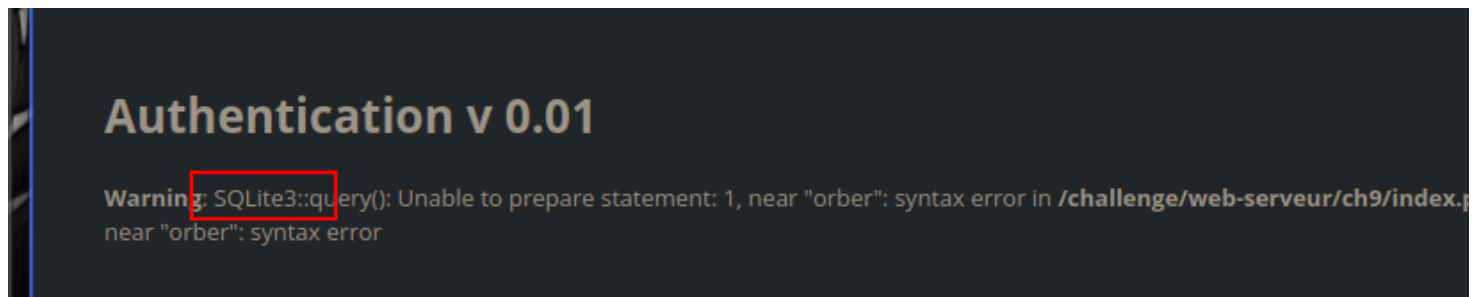 Authentication v 0.01
Warning: SQLite3::query(): Unable to prepare statement: 1, near "orber": syntax error in /challenge/web-serveur/ch9/index.p
near "orber": syntax error